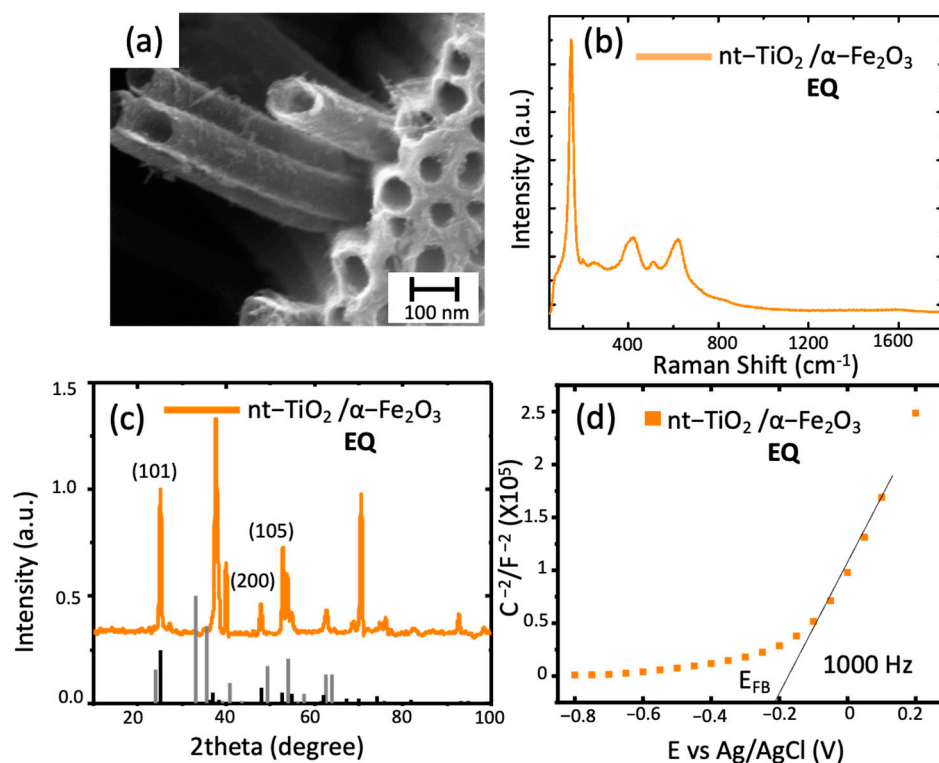 (a)
100 nm
(b)
nt−TiO₂ /α−Fe₂O₃
EQ
Intensity (a.u.)
400 800 1200 1600
Raman Shift (cm⁻¹)
(c)
nt−TiO₂ /α−Fe₂O₃
EQ
(101)
(200)
(105)
Intensity (a.u.)
1.5
1.0
0.5
0.0
20 40 60 80 100
2theta (degree)
(d)
nt−TiO₂ /α−Fe₂O₃
EQ
C⁻²/F⁻² (X10⁵)
2.5
2
1.5
1
0.5
0
E_FB
1000 Hz
−0.8 −0.6 −0.4 −0.2 0 0.2
E vs Ag/AgCl (V)